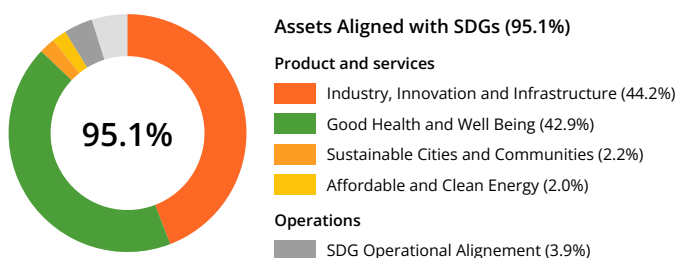 Assets Aligned with SDGs (95.1%)
Product and services
Industry, Innovation and Infrastructure (44.2%)
Good Health and Well Being (42.9%)
Sustainable Cities and Communities (2.2%)
Affordable and Clean Energy (2.0%)
Operations
SDG Operational Alignement (3.9%)
95.1%